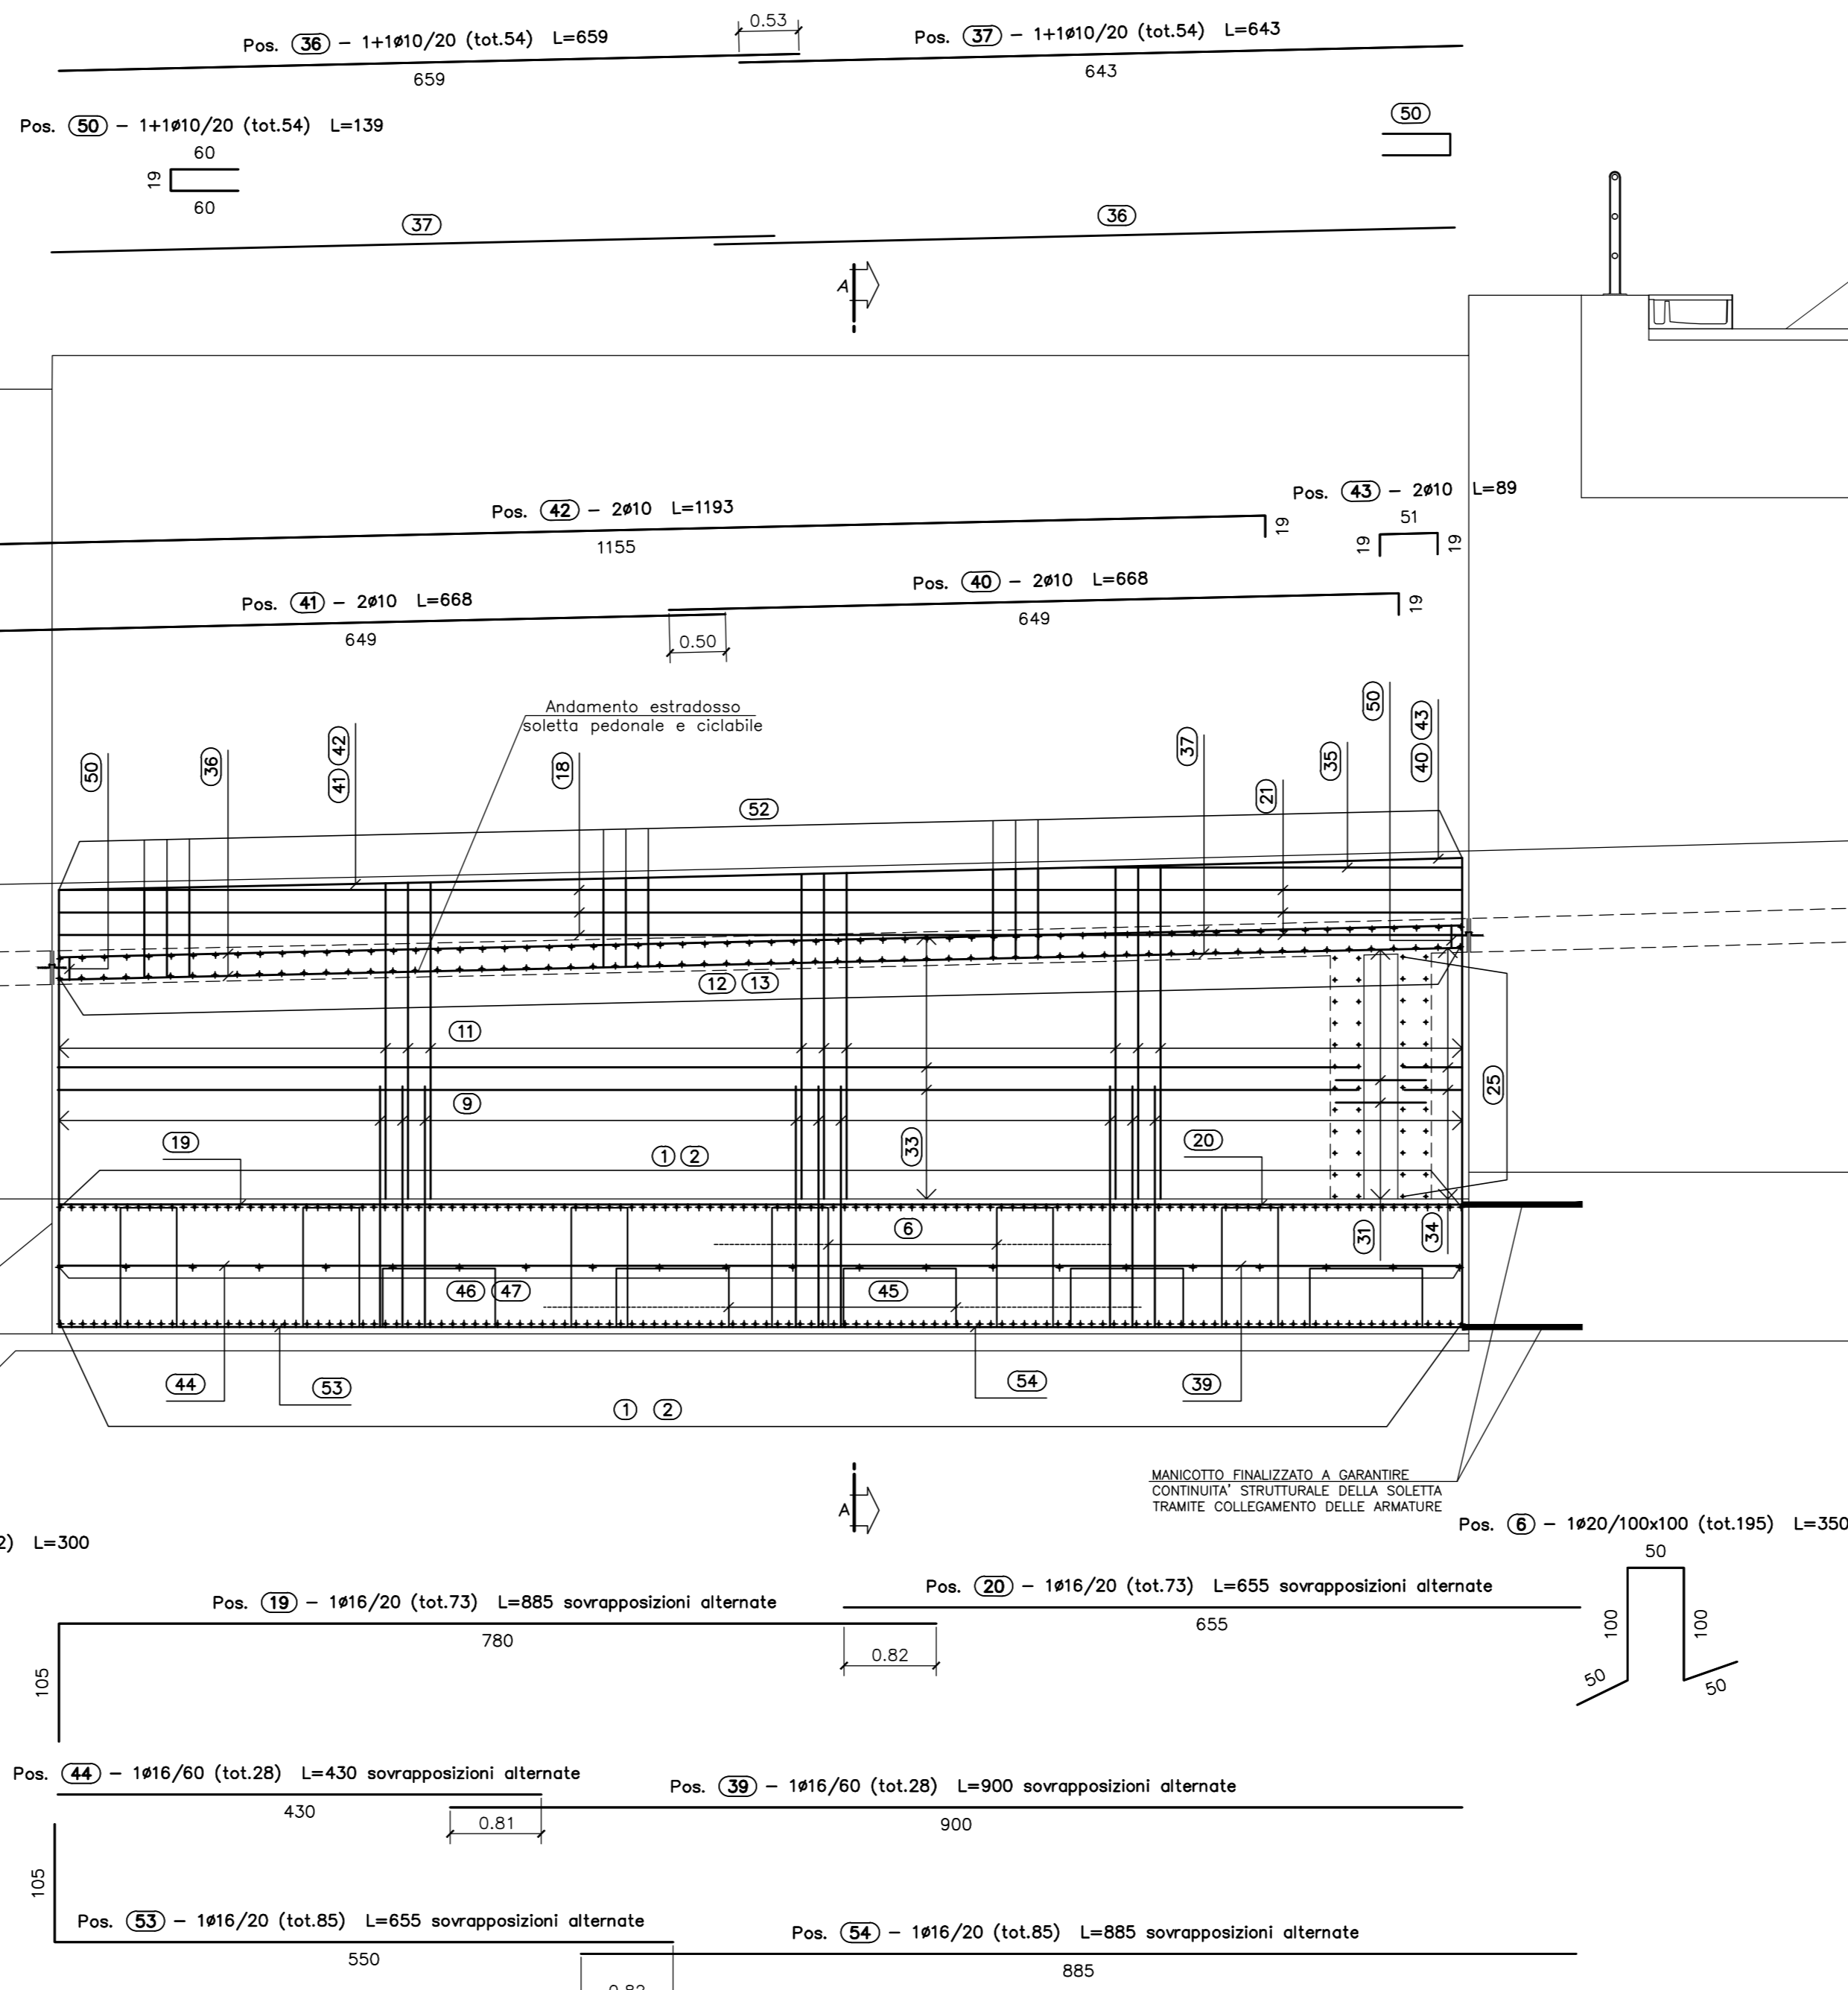 0.53
Pos. 36 – 1+1ø10/20 (tot.54) L=659
659
Pos. 37 – 1+1ø10/20 (tot.54) L=643
643
Pos. 50 – 1+1ø10/20 (tot.54) L=139
60
19
60
50
37
36
A
Pos. 42 – 2ø10 L=1193
1155
19
Pos. 43 – 2ø10 L=89
51
19
19
Pos. 41 – 2ø10 L=668
649
0.50
Pos. 40 – 2ø10 L=668
649
19
Andamento estradosso
soletta pedonale e ciclabile
50
36
41 42
18
52
37
21
35
50
40 43
12 13
11
9
33
25
19
1 2
20
6
31
34
46 47
45
44
53
54
39
1 2
A
MANICOTTO FINALIZZATO A GARANTIRE
CONTINUITA' STRUTTURALE DELLA SOLETTA
TRAMITE COLLEGAMENTO DELLE ARMATURE
2) L=300
Pos. 6 – 1ø20/100x100 (tot.195) L=350
50
100
100
50
50
Pos. 19 – 1ø16/20 (tot.73) L=885 sovrapposizioni alternate
780
105
0.82
Pos. 20 – 1ø16/20 (tot.73) L=655 sovrapposizioni alternate
655
Pos. 44 – 1ø16/60 (tot.28) L=430 sovrapposizioni alternate
430
0.81
Pos. 39 – 1ø16/60 (tot.28) L=900 sovrapposizioni alternate
900
105
Pos. 53 – 1ø16/20 (tot.85) L=655 sovrapposizioni alternate
550
Pos. 54 – 1ø16/20 (tot.85) L=885 sovrapposizioni alternate
885